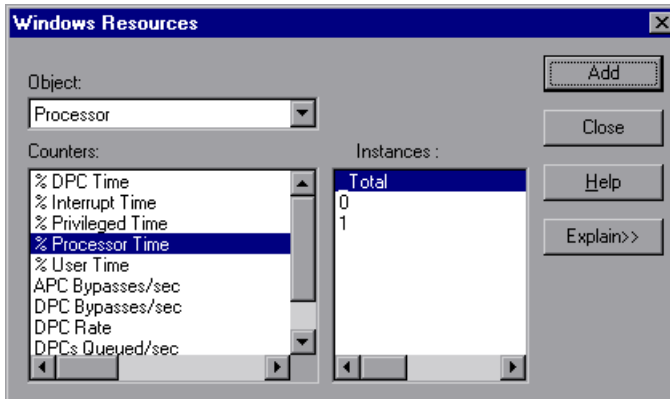 Windows Resources
Object:
Processor
Counters:
% DPC Time
% Interrupt Time
% Privileged Time
% Processor Time
% User Time
APC Bypasses/sec
DPC Bypasses/sec
DPC Rate
DPCs Queued/sec
Instances :
_Total
0
1
Add
Close
Help
Explain>>